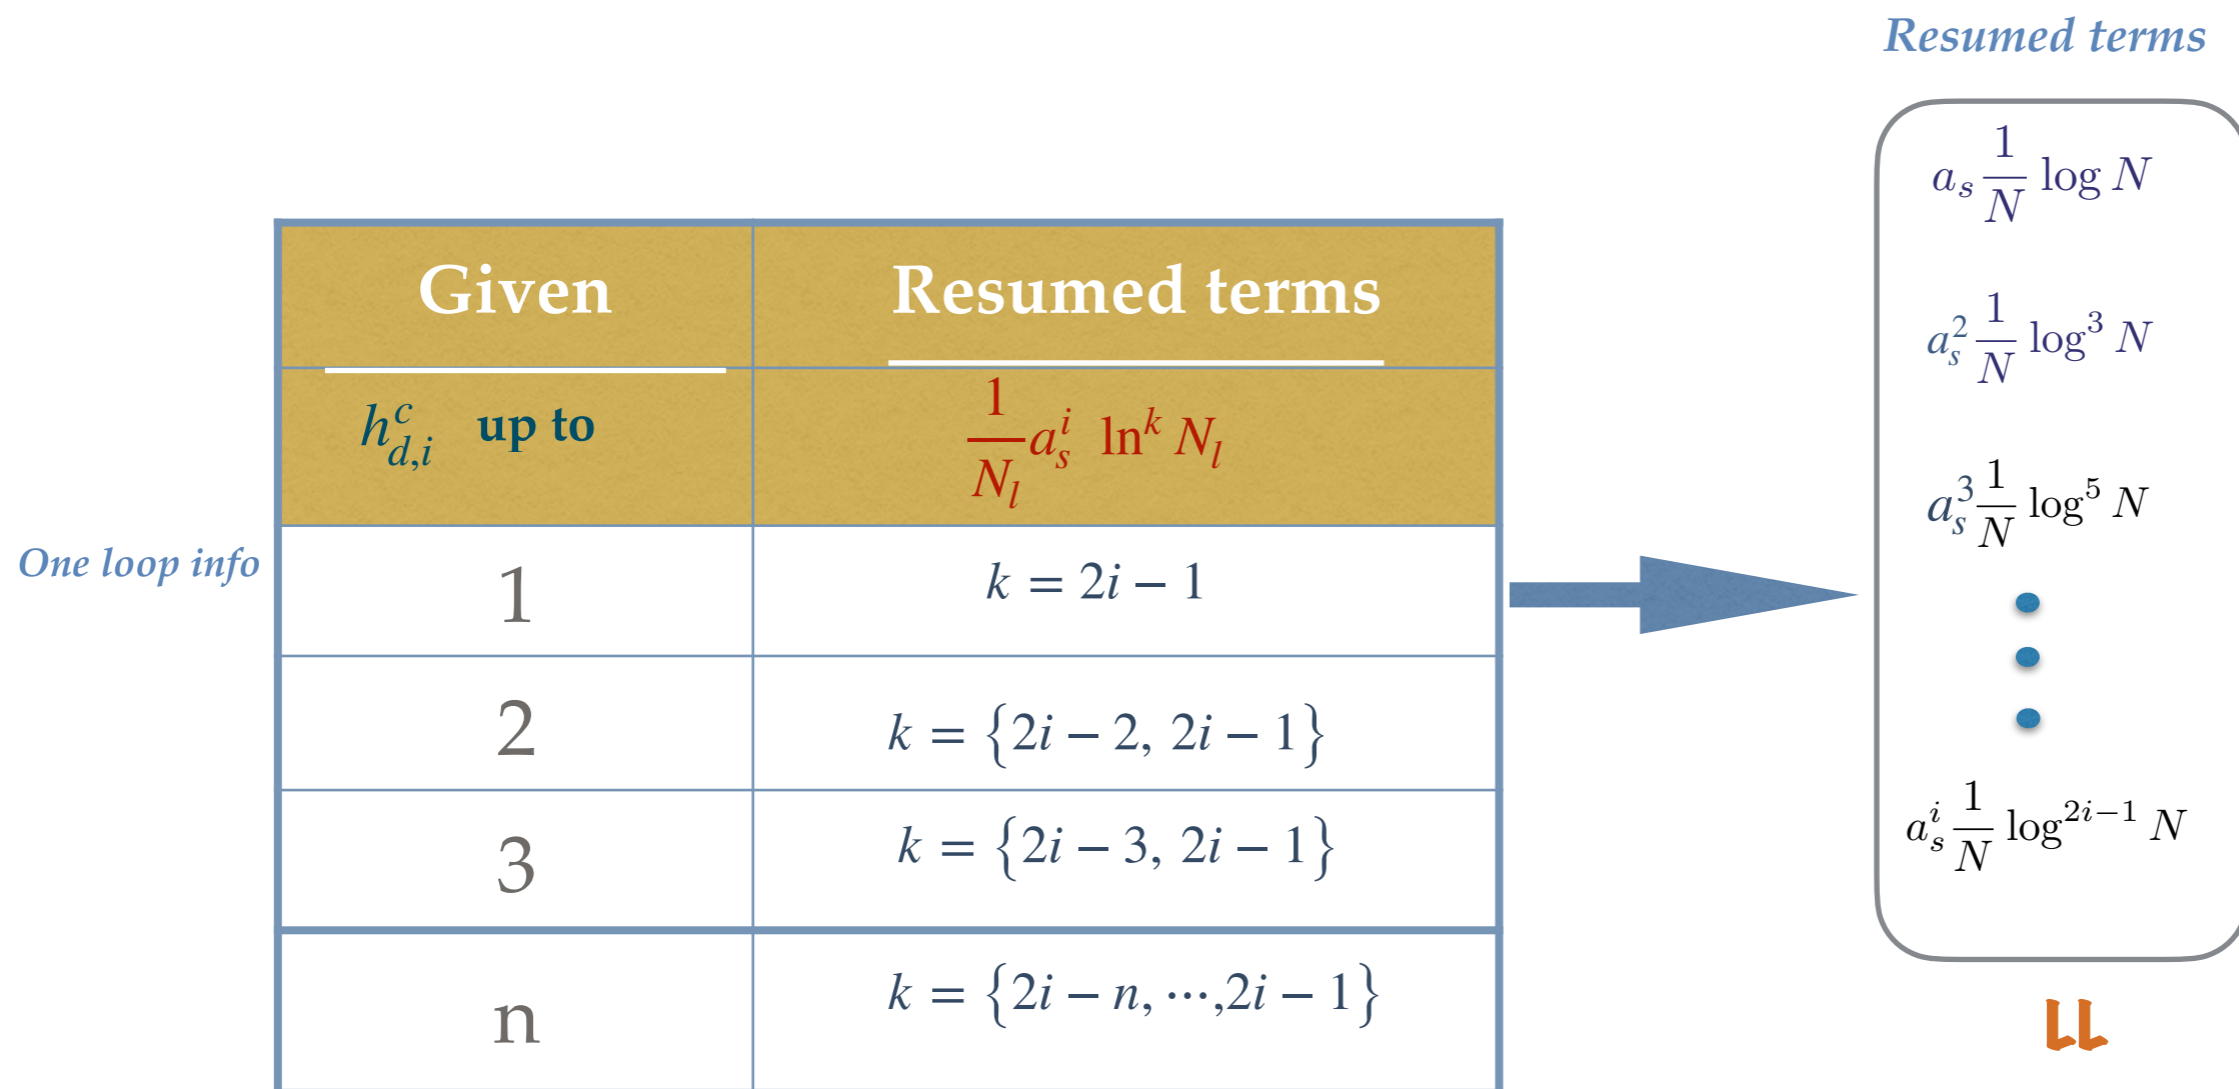 Resumed terms
$a_s \frac{1}{N} \log N$
$a_s^2 \frac{1}{N} \log^3 N$
$a_s^3 \frac{1}{N} \log^5 N$
$a_s^i \frac{1}{N} \log^{2i-1} N$
LL
Given Resumed terms
$h^c_{d,i}$ up to $\frac{1}{N_l} a_s^i \ln^k N_l$
One loop info 1 $k = 2i - 1$
2 $k = \{2i - 2, 2i - 1\}$
3 $k = \{2i - 3, 2i - 1\}$
n $k = \{2i - n, \cdots, 2i - 1\}$